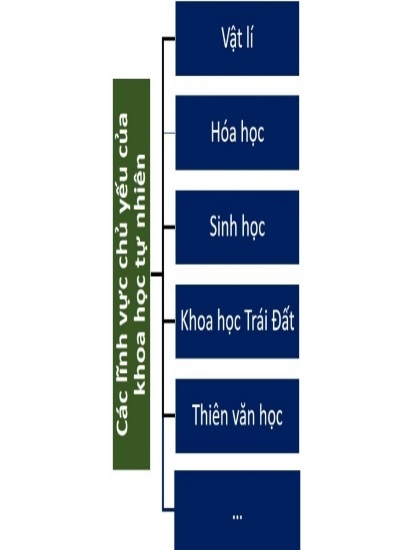 Các lĩnh vực chủ yếu của
khoa học tự nhiên
Vật lí
Hóa học
Sinh học
Khoa học Trái Đất
Thiên văn học
...